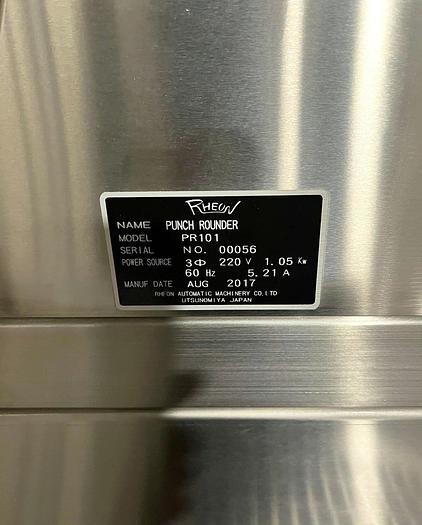 RHEON
NAME PUNCH ROUNDER
MODEL PR101
SERIAL NO. 00056
POWER SOURCE 3Φ 220 V 1.05 Kw
60 Hz 5.21 A
MANUF DATE AUG 2017
RHEON AUTOMATIC MACHINERY CO.LTD
UTSUNOMIYA JAPAN